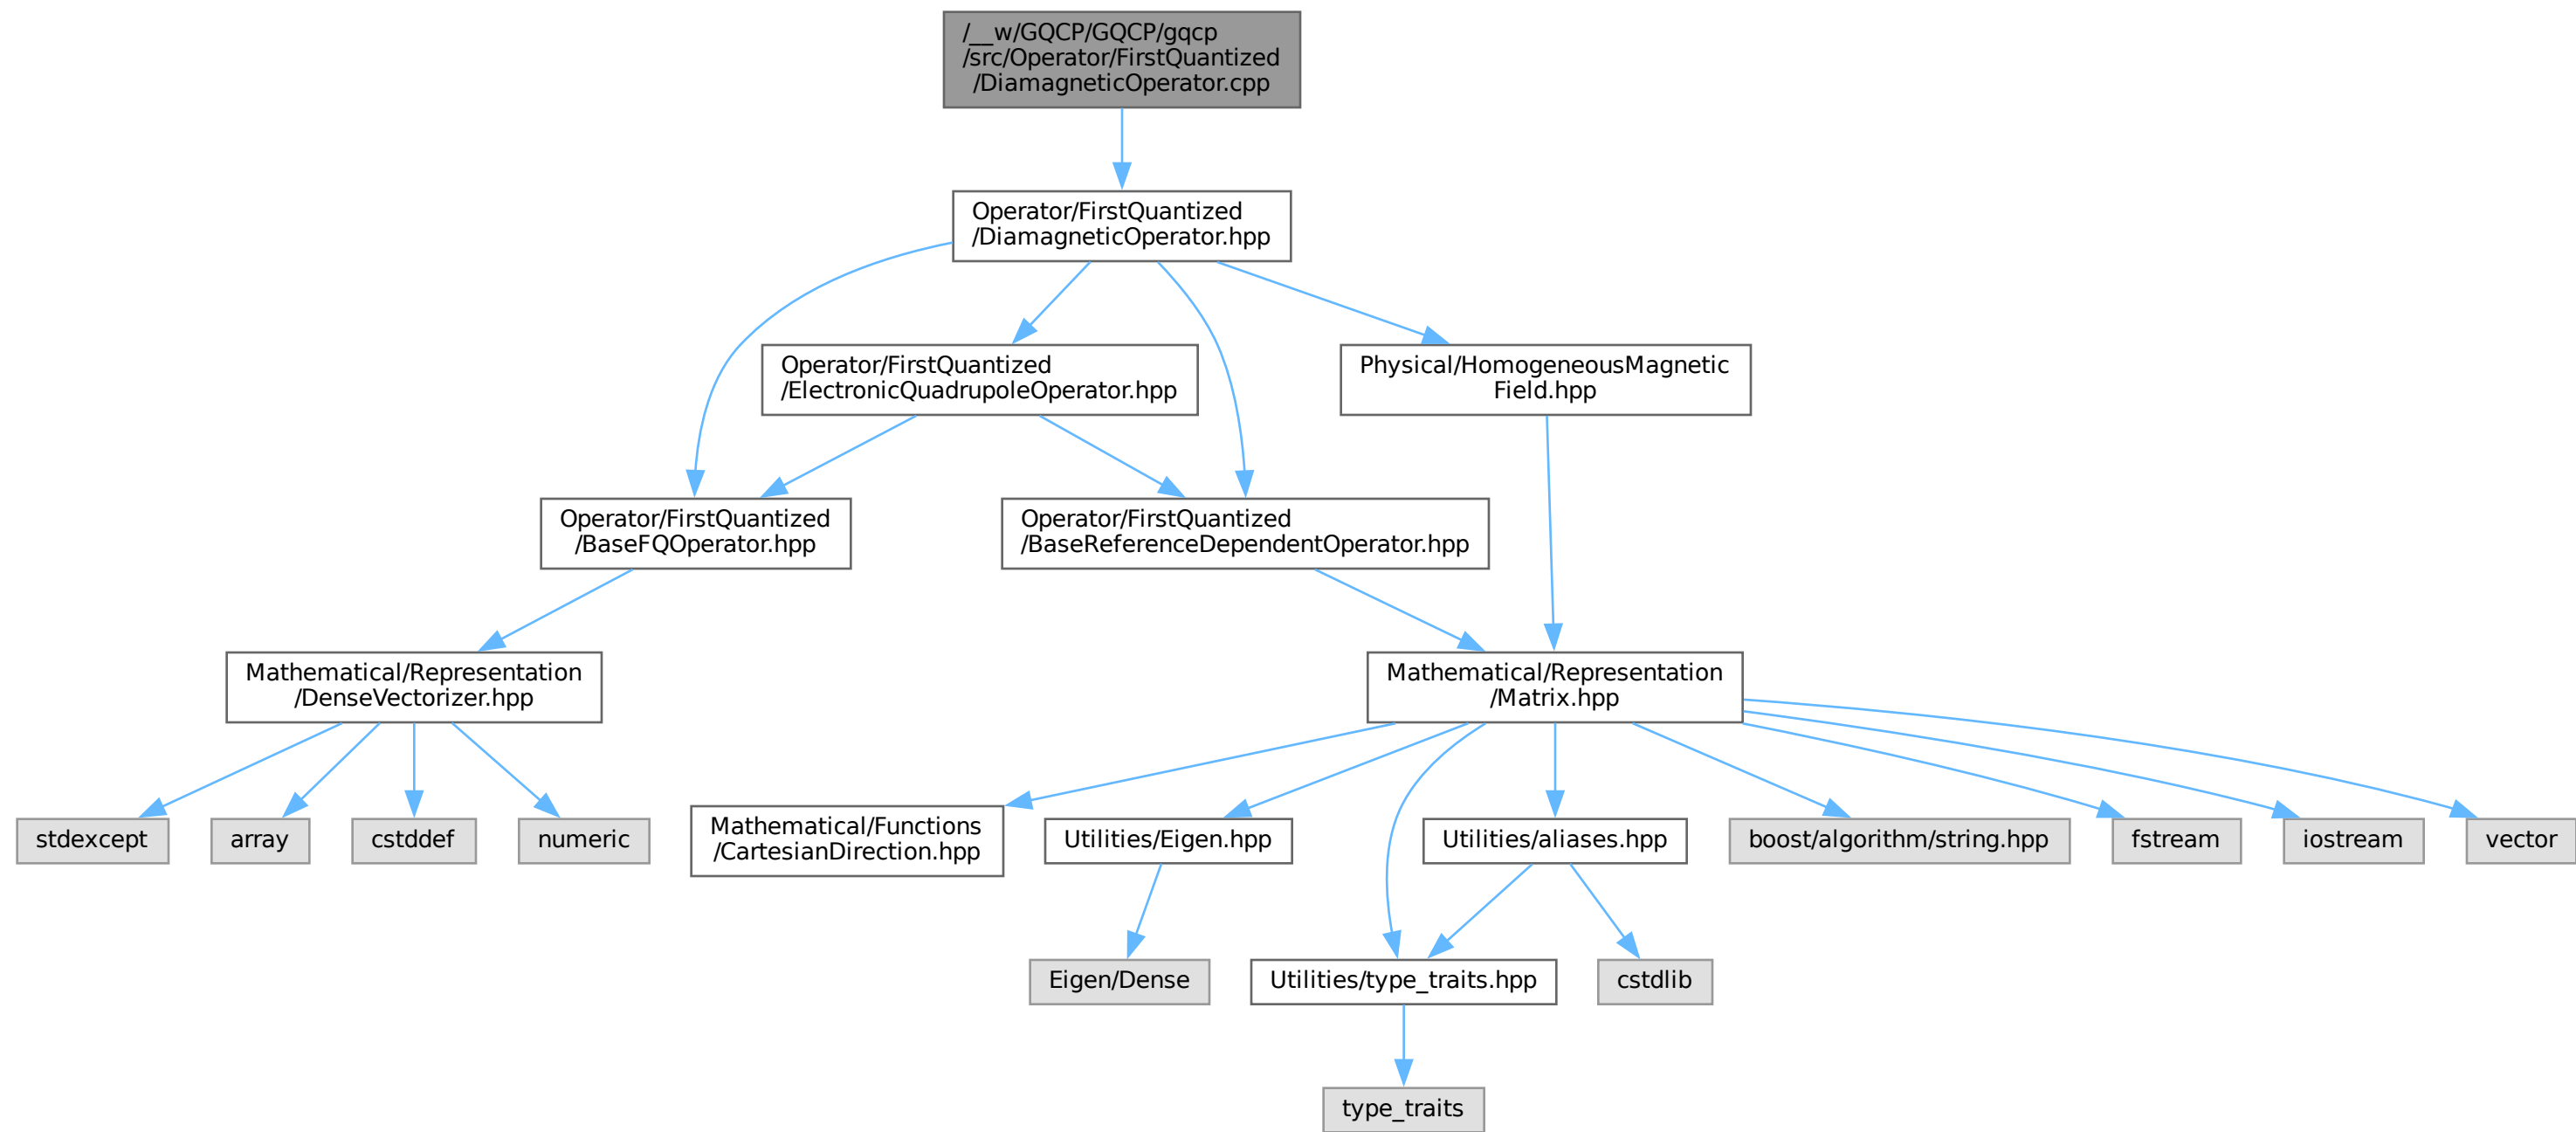 /__w/GQCP/GQCP/gqcp
/src/Operator/FirstQuantized
/DiamagneticOperator.cpp
Operator/FirstQuantized
/DiamagneticOperator.hpp
Operator/FirstQuantized
/ElectronicQuadrupoleOperator.hpp
Physical/HomogeneousMagnetic
Field.hpp
Operator/FirstQuantized
/BaseFQOperator.hpp
Operator/FirstQuantized
/BaseReferenceDependentOperator.hpp
Mathematical/Representation
/DenseVectorizer.hpp
Mathematical/Representation
/Matrix.hpp
stdexcept
array
cstddef
numeric
Mathematical/Functions
/CartesianDirection.hpp
Utilities/Eigen.hpp
Utilities/aliases.hpp
boost/algorithm/string.hpp
fstream
iostream
vector
Eigen/Dense
Utilities/type_traits.hpp
cstdlib
type_traits